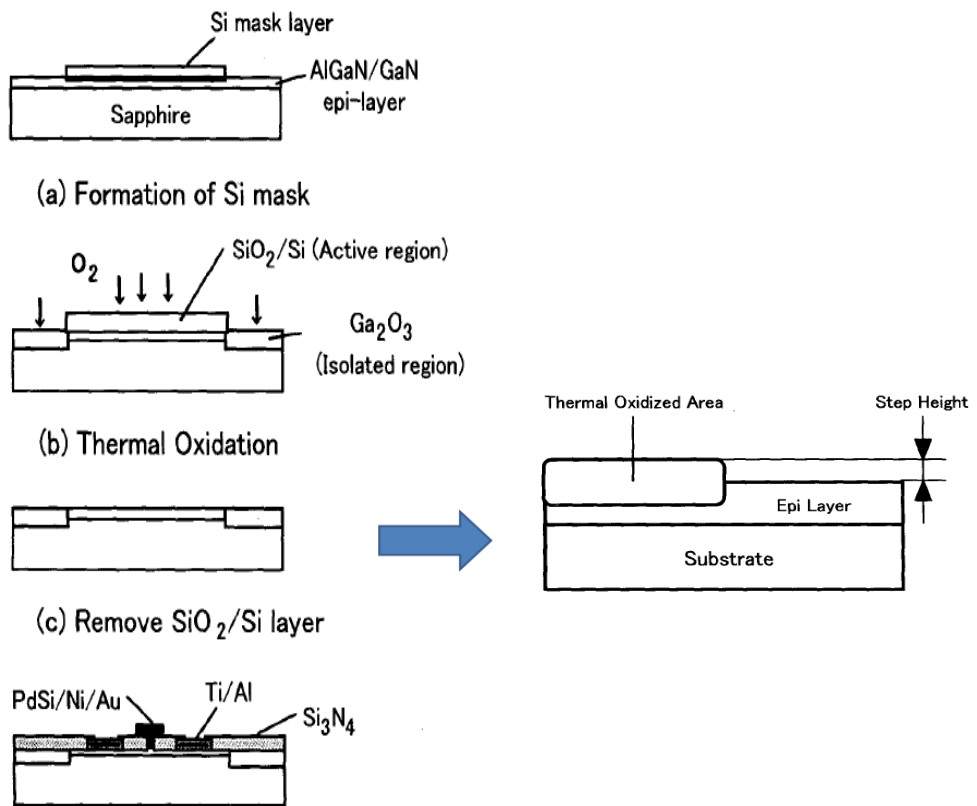 Si mask layer
AlGaN/GaN
epi-layer
Sapphire
(a) Formation of Si mask
O₂
SiO₂/Si (Active region)
Ga₂O₃
(Isolated region)
(b) Thermal Oxidation
(c) Remove SiO₂/Si layer
Thermal Oxidized Area
Step Height
Epi Layer
Substrate
PdSi/Ni/Au
Ti/Al
Si₃N₄